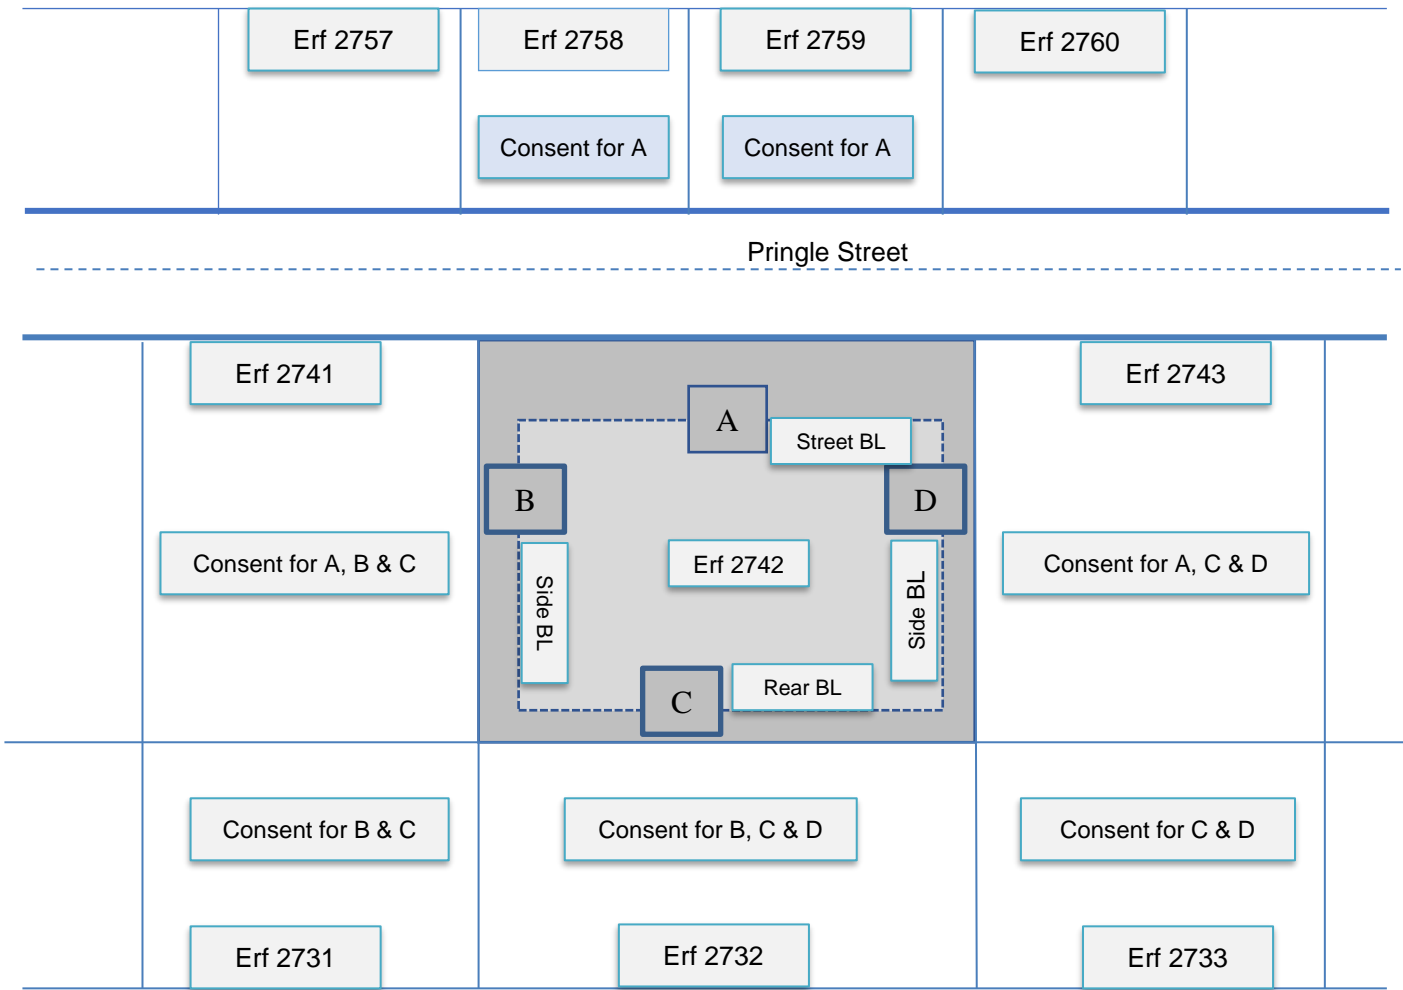 Erf 2757
Erf 2758
Erf 2759
Erf 2760
Consent for A
Consent for A
Pringle Street
Erf 2741
Erf 2743
A
Street BL
B
D
Consent for A, B & C
Erf 2742
Consent for A, C & D
Side BL
Side BL
C
Rear BL
Consent for B & C
Consent for B, C & D
Consent for C & D
Erf 2731
Erf 2732
Erf 2733